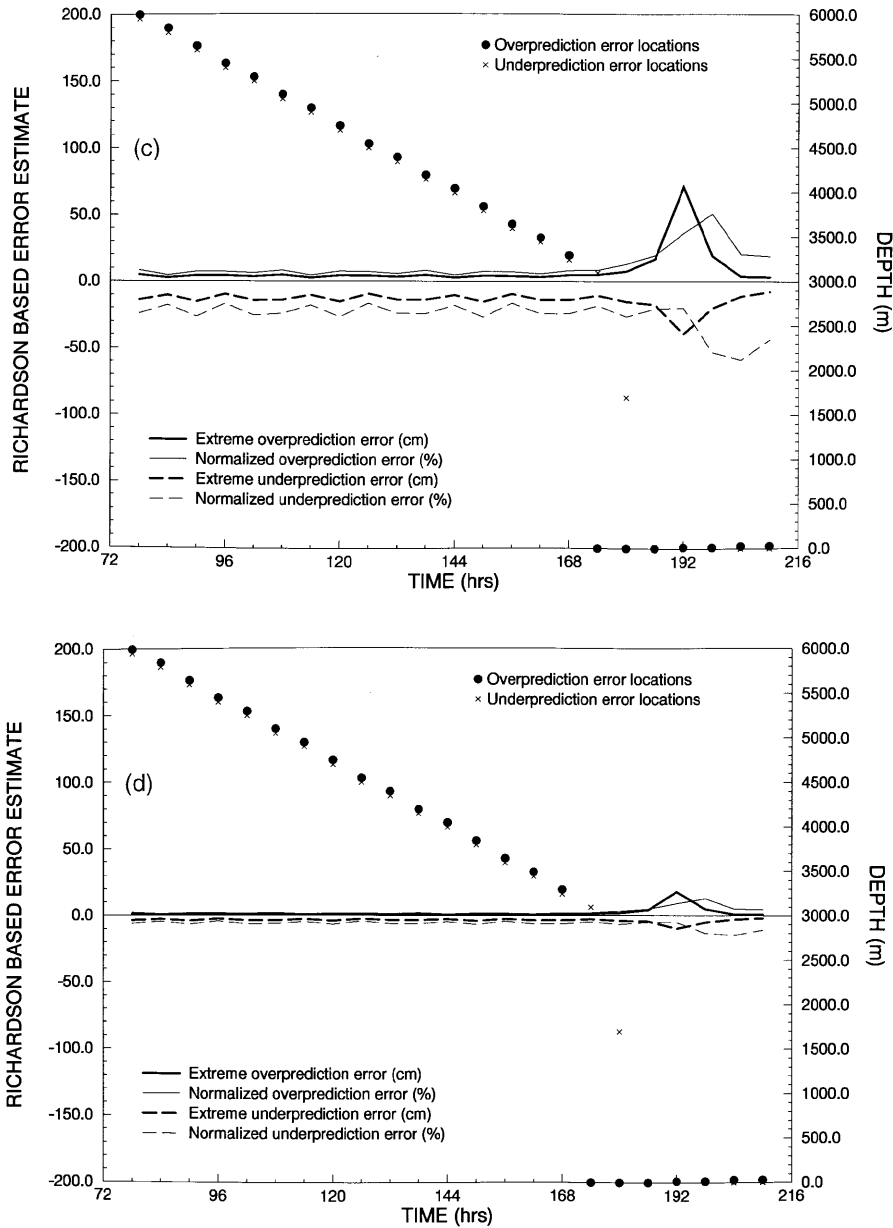 200.0
150.0
100.0
50.0
0.0
-50.0
-100.0
-150.0
-200.0
RICHARDSON BASED ERROR ESTIMATE
(c)
Overprediction error locations
Underprediction error locations
Extreme overprediction error (cm)
Normalized overprediction error (%)
Extreme underprediction error (cm)
Normalized underprediction error (%)
6000.0
5500.0
5000.0
4500.0
4000.0
3500.0
3000.0
2500.0
2000.0
1500.0
1000.0
500.0
0.0
DEPTH (m)
72 96 120 144 168 192 216
TIME (hrs)
200.0
150.0
100.0
50.0
0.0
-50.0
-100.0
-150.0
-200.0
RICHARDSON BASED ERROR ESTIMATE
(d)
Overprediction error locations
Underprediction error locations
Extreme overprediction error (cm)
Normalized overprediction error (%)
Extreme underprediction error (cm)
Normalized underprediction error (%)
6000.0
5500.0
5000.0
4500.0
4000.0
3500.0
3000.0
2500.0
2000.0
1500.0
1000.0
500.0
0.0
DEPTH (m)
72 96 120 144 168 192 216
TIME (hrs)